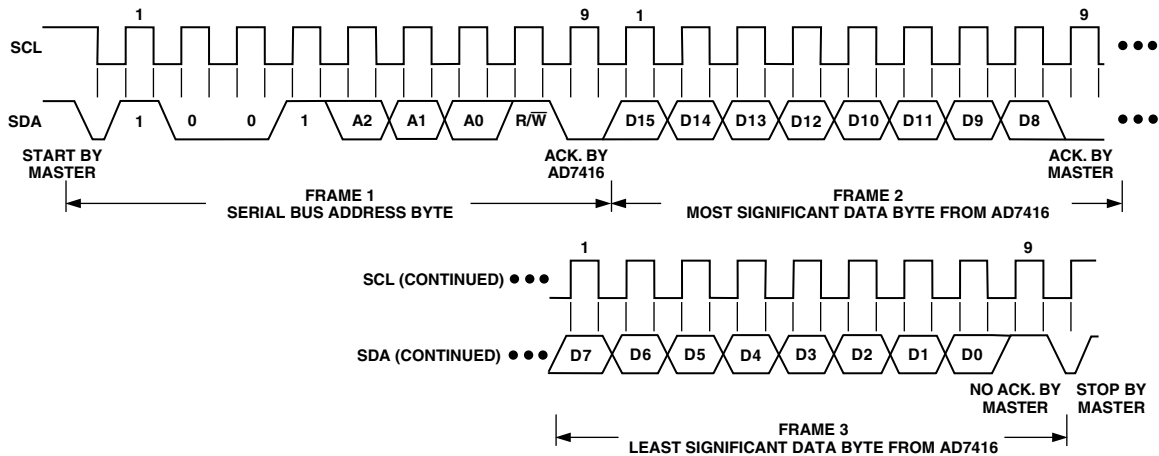 1 9 1 9
SCL
SDA 1 0 0 1 A2 A1 A0 R/W̅ D15 D14 D13 D12 D10 D11 D9 D8
START BY
MASTER
ACK. BY
AD7416
ACK. BY
MASTER
FRAME 1
SERIAL BUS ADDRESS BYTE
FRAME 2
MOST SIGNIFICANT DATA BYTE FROM AD7416
1 9
SCL (CONTINUED)
SDA (CONTINUED) D7 D6 D5 D4 D3 D2 D1 D0
NO ACK. BY
MASTER
STOP BY
MASTER
FRAME 3
LEAST SIGNIFICANT DATA BYTE FROM AD7416